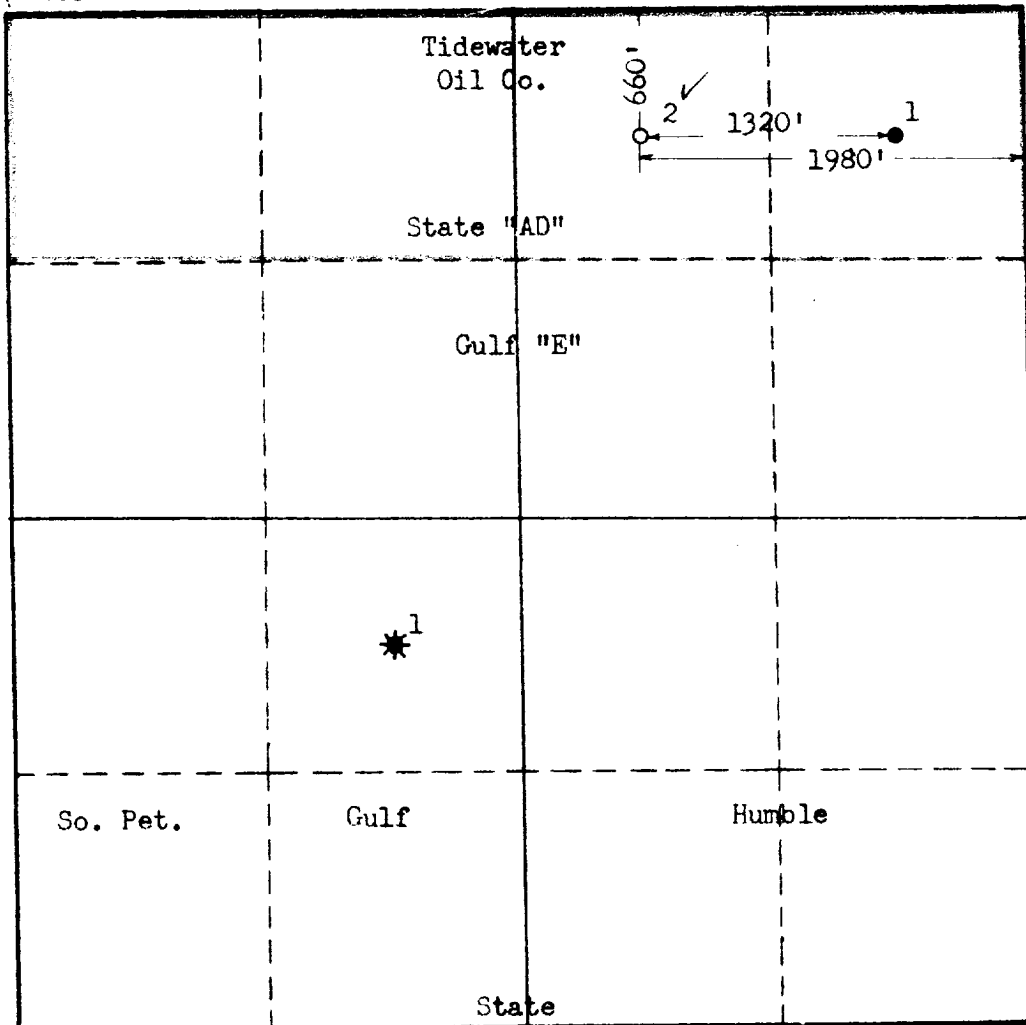 Tidewater
Oil Co.
660'
2 ✓
1
1320'
1980'
State "AD"
Gulf "E"
1
So. Pet.
Gulf
Humble
State